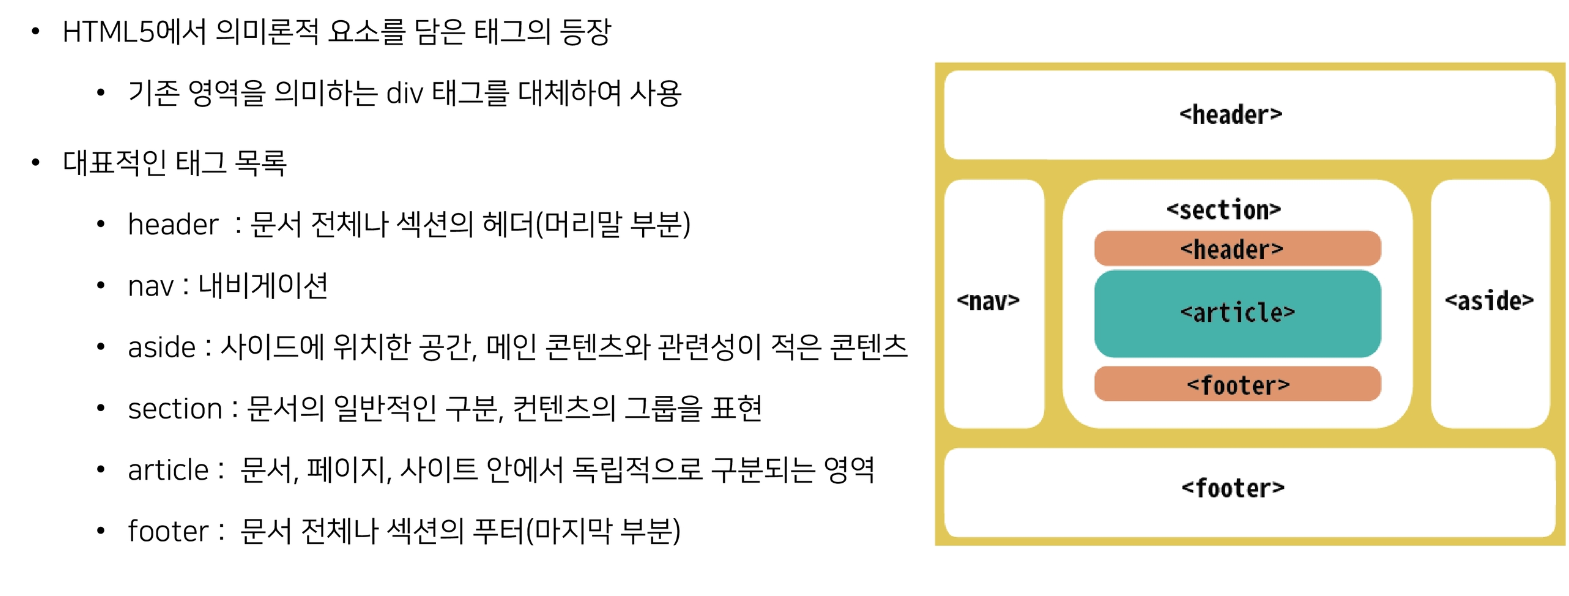 • HTML5에서 의미론적 요소를 담은 태그의 등장
• 기존 영역을 의미하는 div 태그를 대체하여 사용
• 대표적인 태그 목록
• header : 문서 전체나 섹션의 헤더(머리말 부분)
• nav : 내비게이션
• aside : 사이드에 위치한 공간, 메인 콘텐츠와 관련성이 적은 콘텐츠
• section : 문서의 일반적인 구분, 컨텐츠의 그룹을 표현
• article : 문서, 페이지, 사이트 안에서 독립적으로 구분되는 영역
• footer : 문서 전체나 섹션의 푸터(마지막 부분)
<header>
<nav>
<section>
<header>
<article>
<footer>
<aside>
<footer>